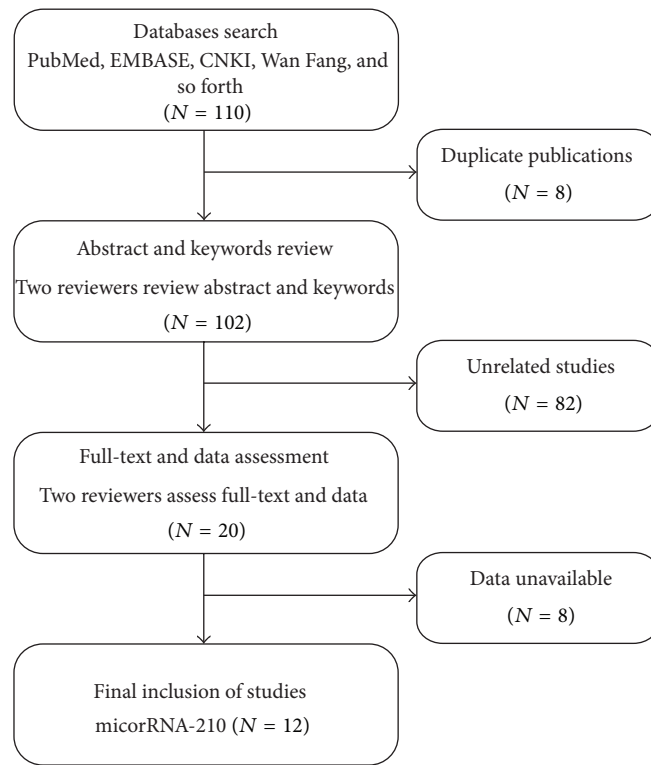 Databases search
PubMed, EMBASE, CNKI, Wan Fang, and
so forth
(N = 110)
Duplicate publications
(N = 8)
Abstract and keywords review
Two reviewers review abstract and keywords
(N = 102)
Unrelated studies
(N = 82)
Full-text and data assessment
Two reviewers assess full-text and data
(N = 20)
Data unavailable
(N = 8)
Final inclusion of studies
micorRNA-210 (N = 12)